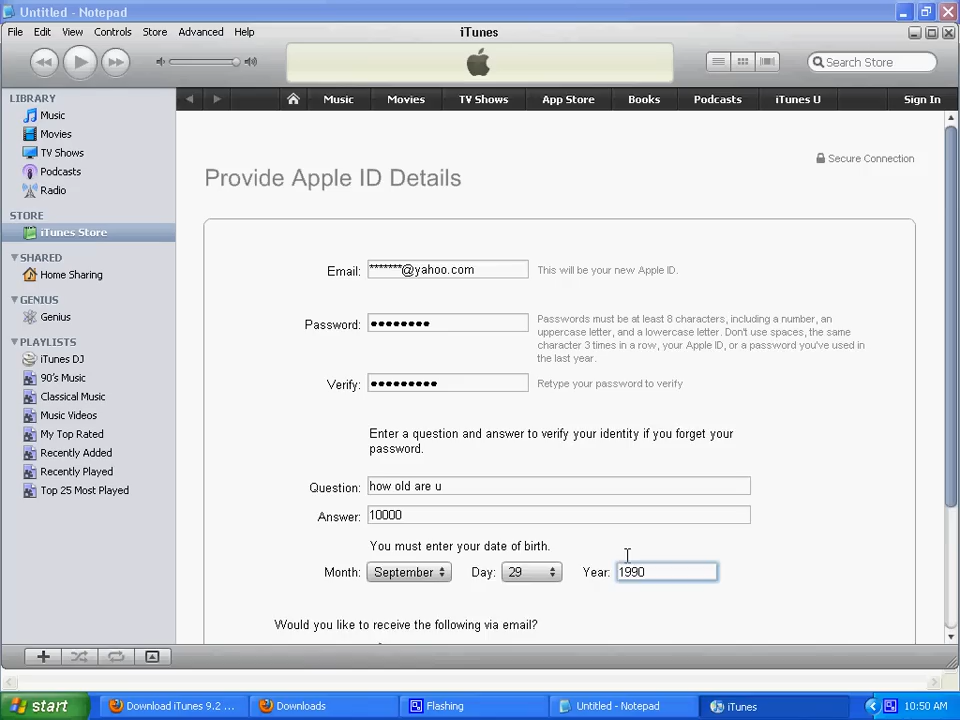 Untitled - Notepad
File Edit View Controls Store Advanced Help
iTunes
Search Store
LIBRARY
Music
Movies
TV Shows
Podcasts
Radio
STORE
iTunes Store
SHARED
Home Sharing
GENIUS
Genius
PLAYLISTS
iTunes DJ
90's Music
Classical Music
Music Videos
My Top Rated
Recently Added
Recently Played
Top 25 Most Played
Music Movies TV Shows App Store Books Podcasts iTunes U Sign In
Secure Connection
Provide Apple ID Details
Email: *******@yahoo.com This will be your new Apple ID.
Password: ●●●●●●●● Passwords must be at least 8 characters, including a number, an
uppercase letter, and a lowercase letter. Don't use spaces, the same
character 3 times in a row, your Apple ID, or a password you've used in
the last year.
Verify: ●●●●●●●●● Retype your password to verify
Enter a question and answer to verify your identity if you forget your
password.
Question: how old are u
Answer: 10000
You must enter your date of birth.
Month: September Day: 29 Year: 1990
Would you like to receive the following via email?
start Download iTunes 9.2 ... Downloads Flashing Untitled - Notepad iTunes 10:50 AM